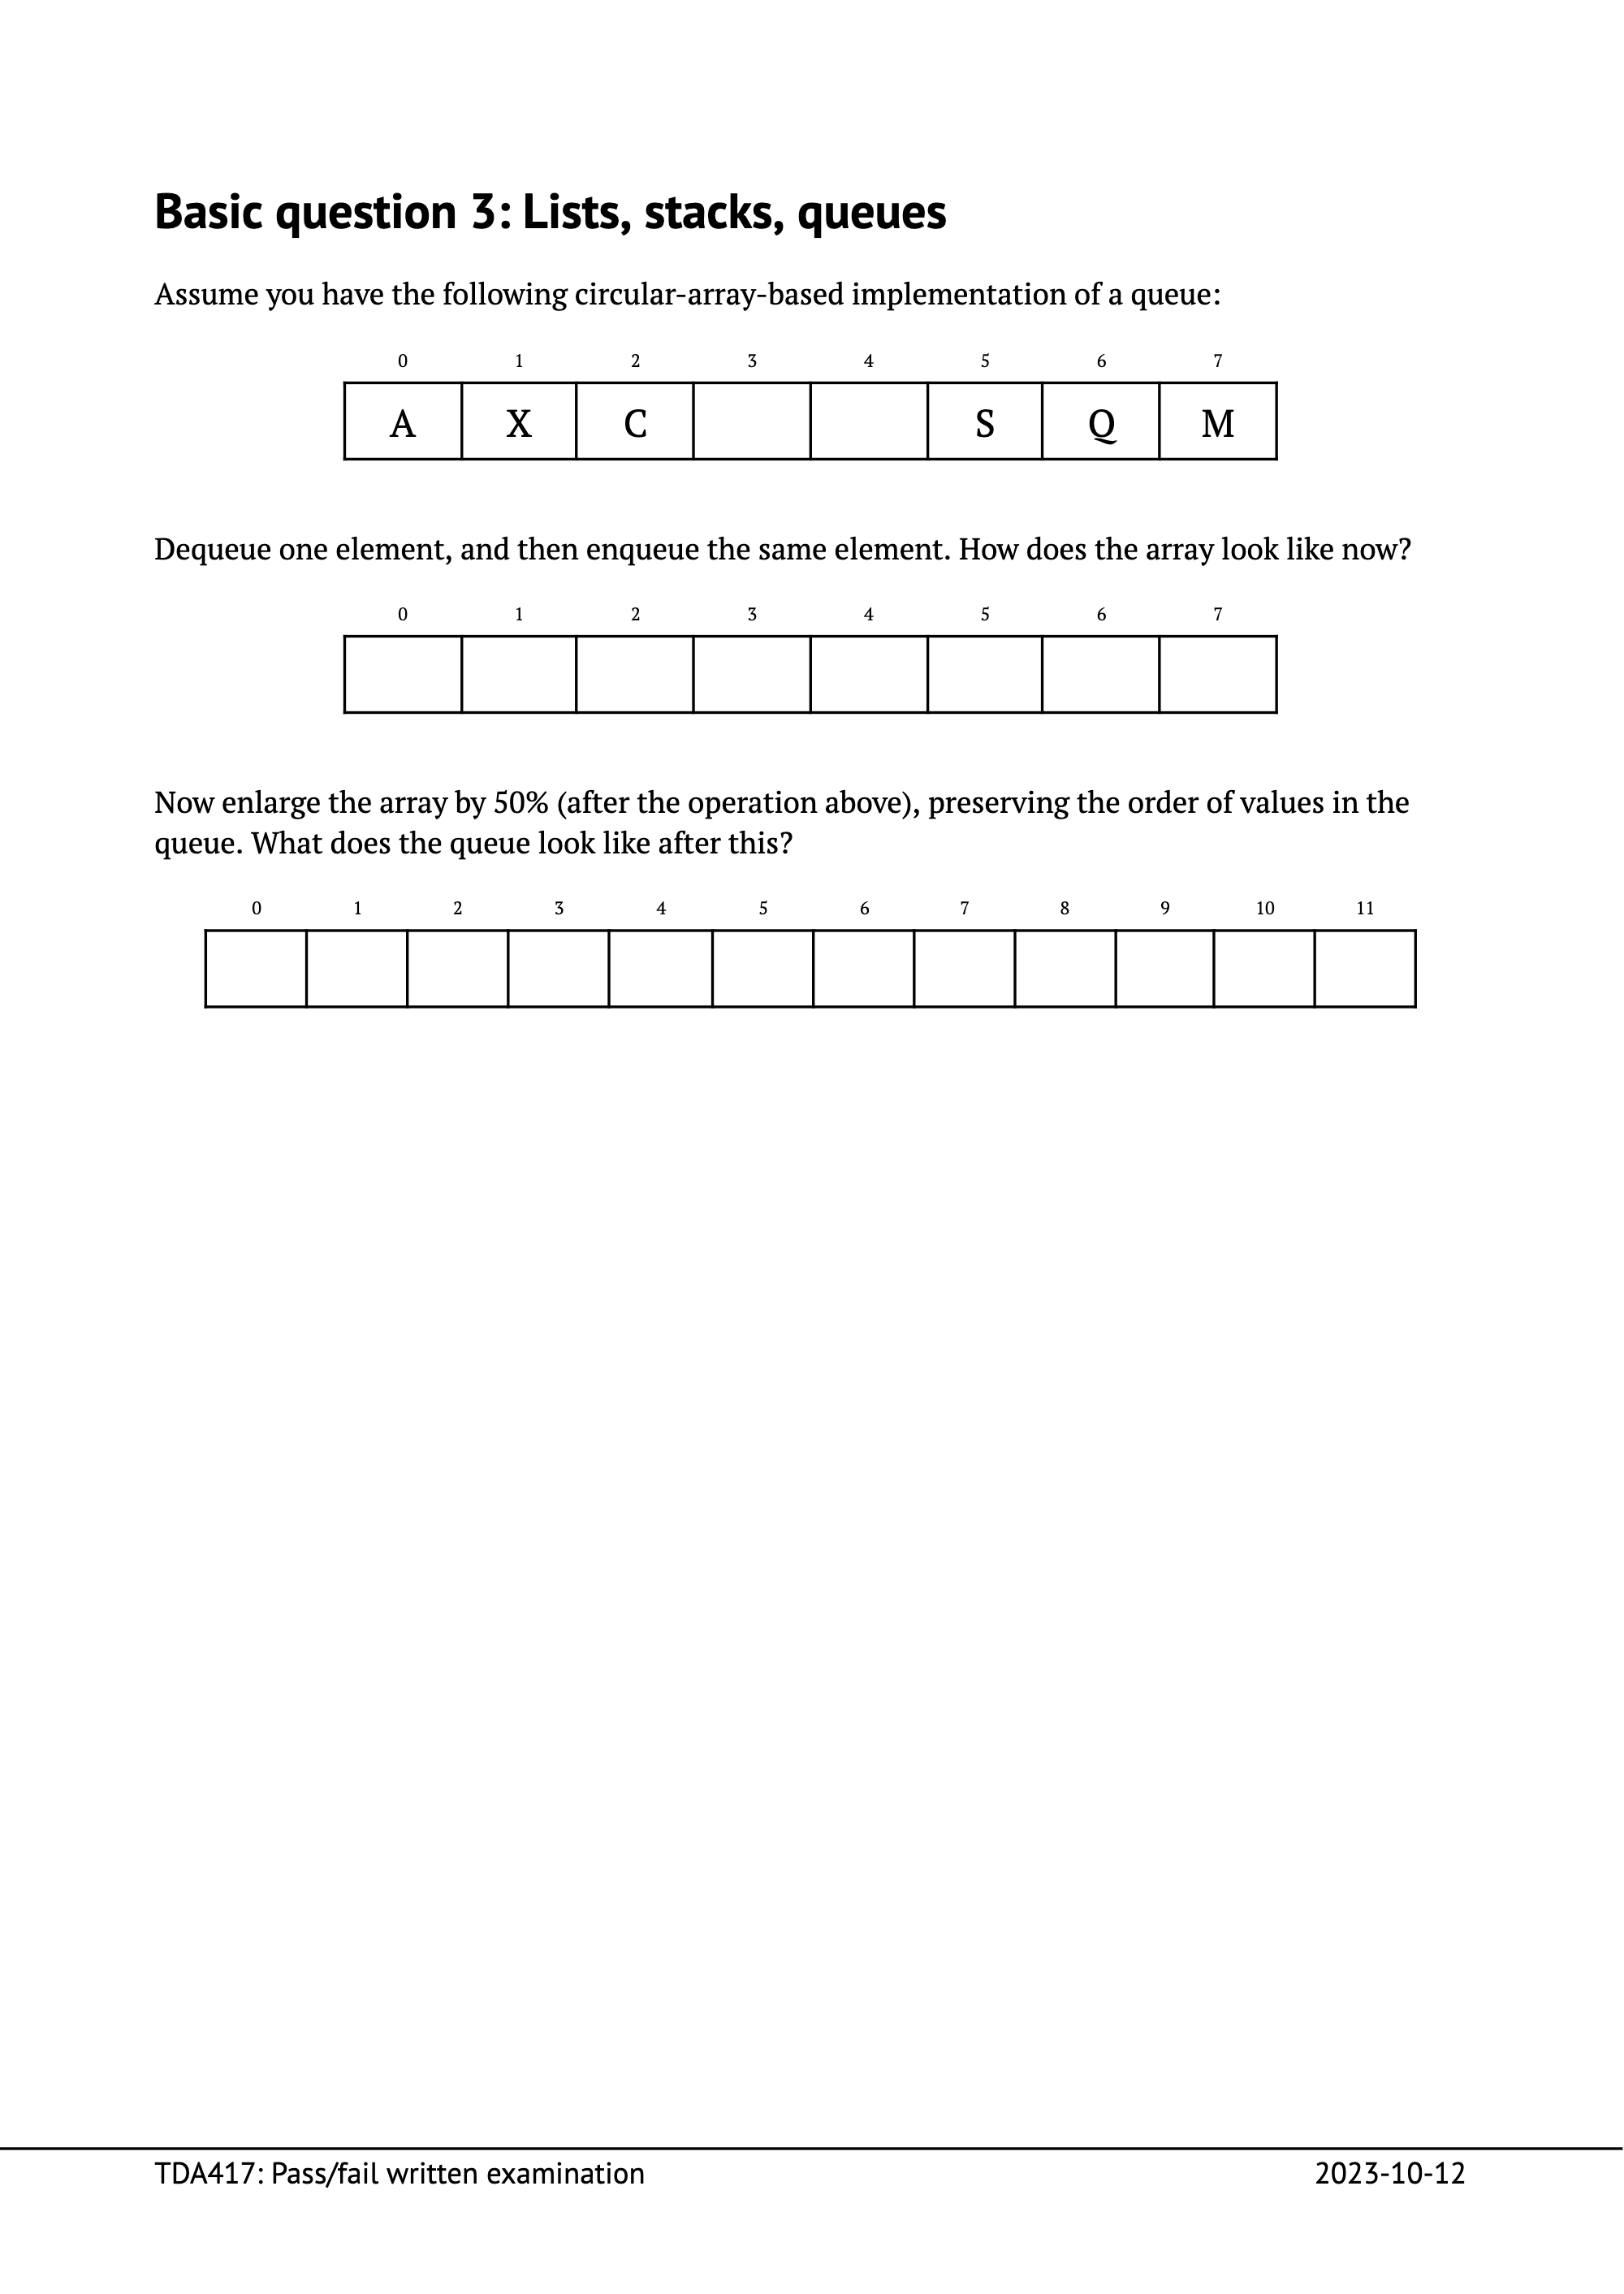 Basic question 3: Lists, stacks, queues
Assume you have the following circular-array-based implementation of a queue:
0 1 2 3 4 5 6 7
A X C S Q M
Dequeue one element, and then enqueue the same element. How does the array look like now?
0 1 2 3 4 5 6 7
Now enlarge the array by 50% (after the operation above), preserving the order of values in the
queue. What does the queue look like after this?
0 1 2 3 4 5 6 7 8 9 10 11
TDA417: Pass/fail written examination 2023-10-12